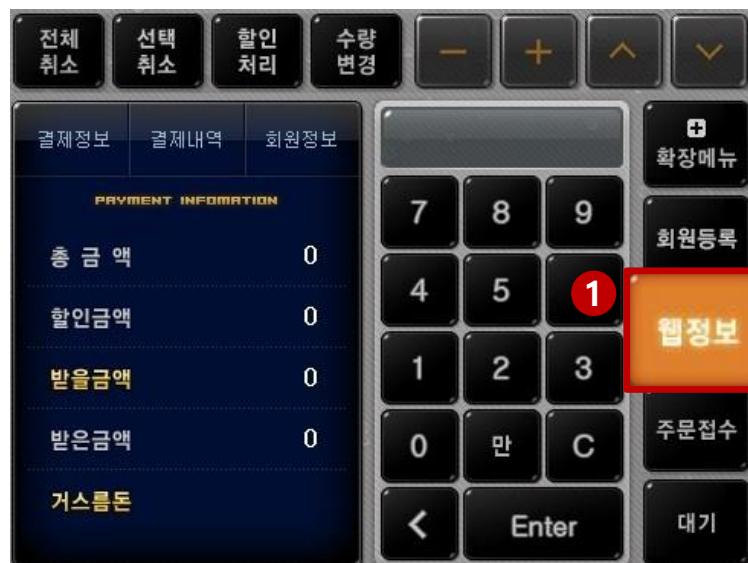 전체
취소
선택
취소
할인
처리
수량
변경
－
+
결제정보
결제내역
회원정보
PAYMENT INFOMATION
총 금 액 0
할인금액 0
받을금액 0
받은금액 0
거스름돈
7 8 9
4 5
1 2 3
0 만 C
< Enter
확장메뉴
회원등록
1
웹정보
주문접수
대기